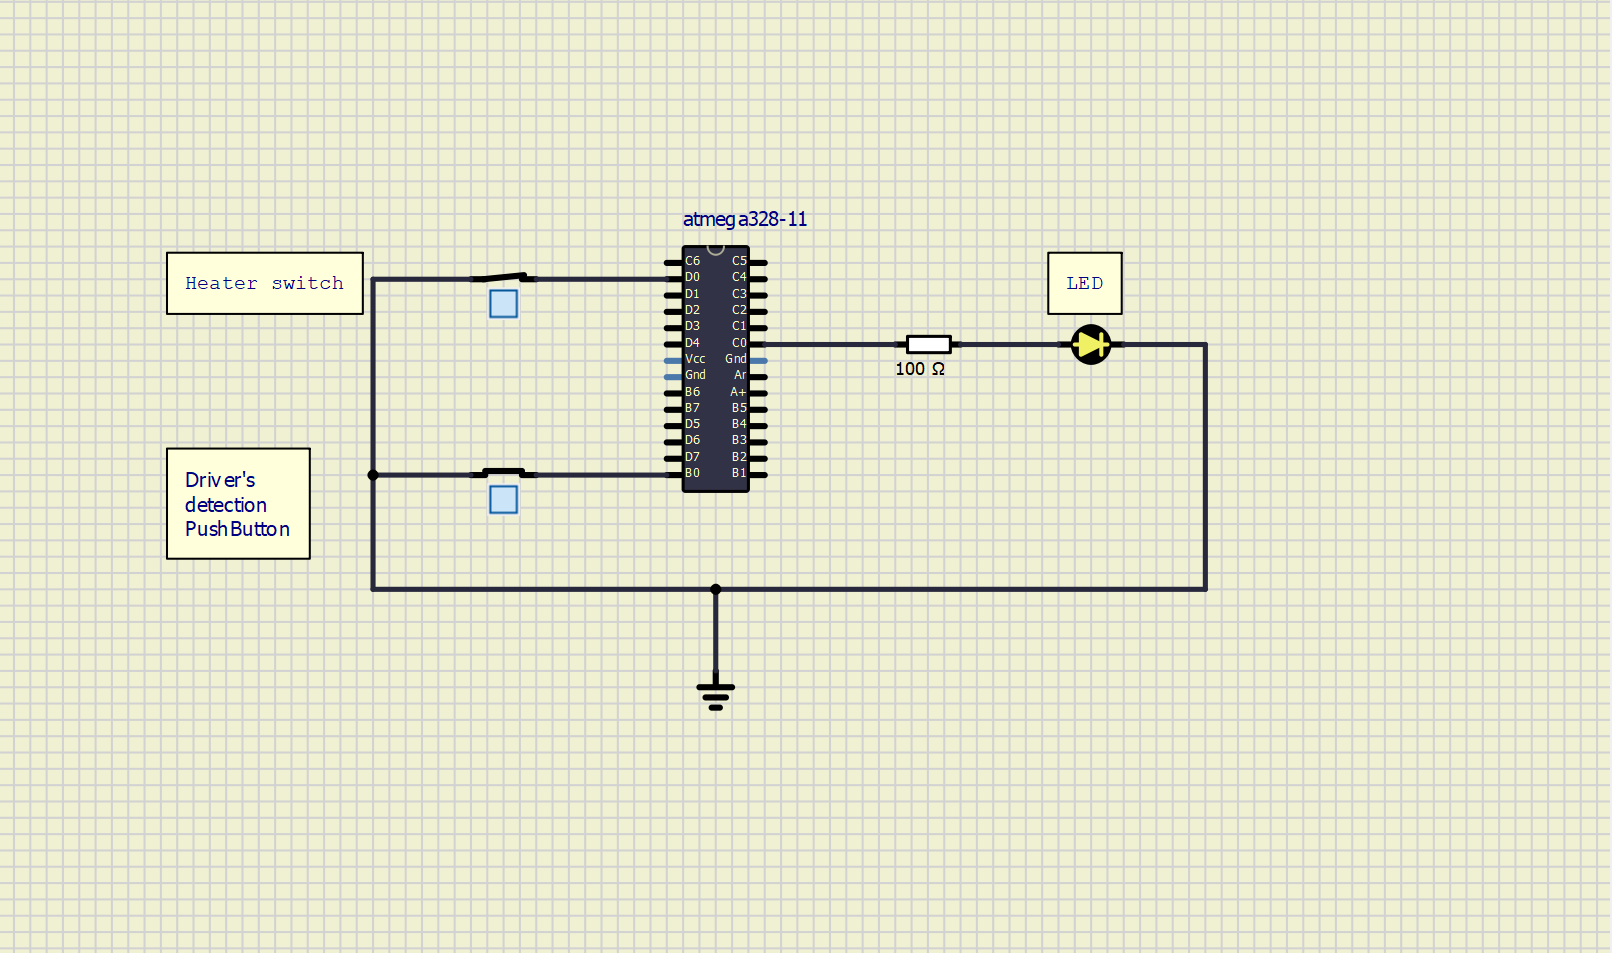 atmega328-11
Heater switch
LED
C6 C5
D0 C4
D1 C3
D2 C2
D3 C1
D4 C0
Vcc Gnd
Gnd Ar
B6 A+
B7 B5
D5 B4
D6 B3
D7 B2
B0 B1
100 Ω
Driver's
detection
PushButton